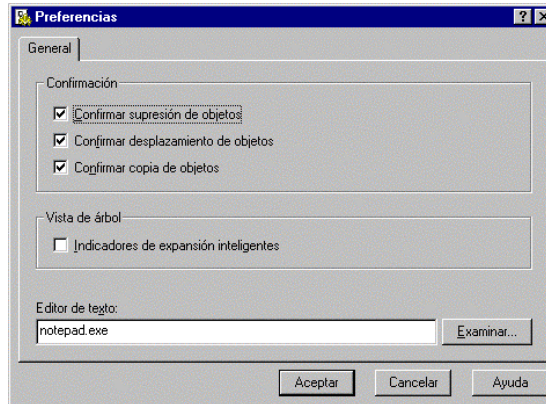 Preferencias
General
Confirmación
Confirmar supresión de objetos
Confirmar desplazamiento de objetos
Confirmar copia de objetos
Vista de árbol
Indicadores de expansión inteligentes
Editor de texto:
notepad.exe
Examinar...
Aceptar Cancelar Ayuda